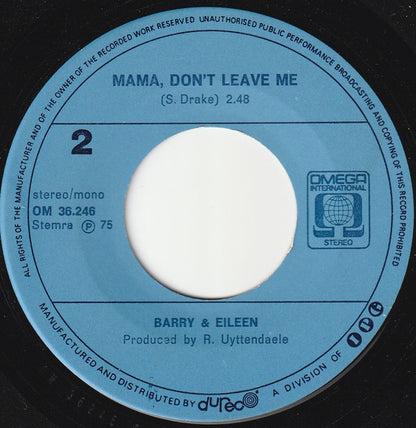 ALL RIGHTS OF THE MANUFACTURER AND OF THE OWNER OF THE RECORDED WORK RESERVED UNAUTHORISED PUBLIC PERFORMANCE BROADCASTING AND COPYING OF THIS RECORD PROHIBITED
MAMA, DON'T LEAVE ME
(S. Drake) 2.48
2
stereo/mono
OM 36.246
Stemra ℗ 75
OMEGA
INTERNATIONAL
STEREO
BARRY & EILEEN
Produced by R. Uyttendaele
MANUFACTURED AND DISTRIBUTED BY dureco A DIVISION OF